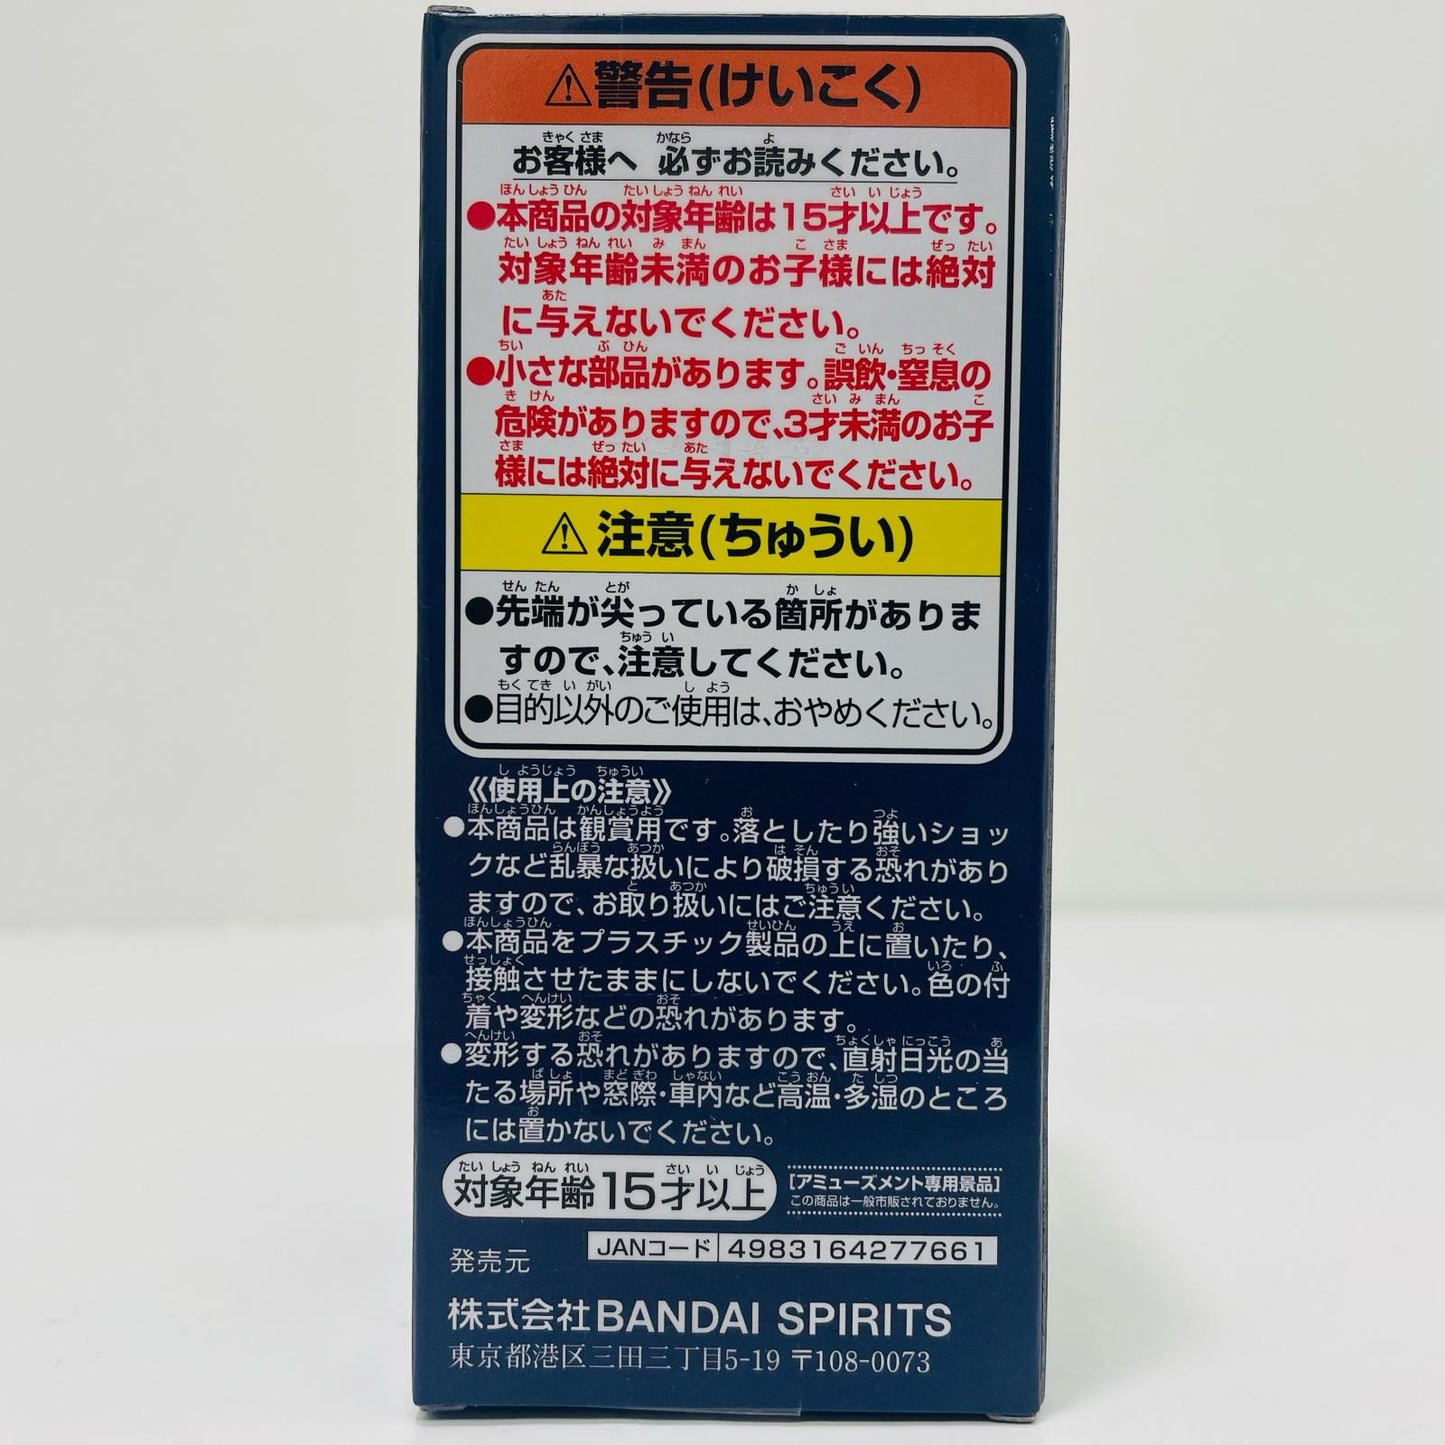 ⚠警告(けいこく)
お客様へ 必ずお読みください。
●本商品の対象年齢は15才以上です。
対象年齢未満のお子様には絶対
に与えないでください。
●小さな部品があります。誤飲・窒息の
危険がありますので、3才未満のお子
様には絶対に与えないでください。
⚠注意(ちゅうい)
●先端が尖っている箇所がありま
すので、注意してください。
●目的以外のご使用は、おやめください。
《使用上の注意》
●本商品は観賞用です。落としたり強いショッ
クなど乱暴な扱いにより破損する恐れがあり
ますので、お取り扱いにはご注意ください。
●本商品をプラスチック製品の上に置いたり、
接触させたままにしないでください。色の付
着や変形などの恐れがあります。
●変形する恐れがありますので、直射日光の当
たる場所や窓際・車内など高温・多湿のところ
には置かないでください。
対象年齢15才以上
[アミューズメント専用景品]
この商品は一般市販されておりません。
JANコード 4983164277661
発売元
株式会社BANDAI SPIRITS
東京都港区三田三丁目5-19 〒108-0073